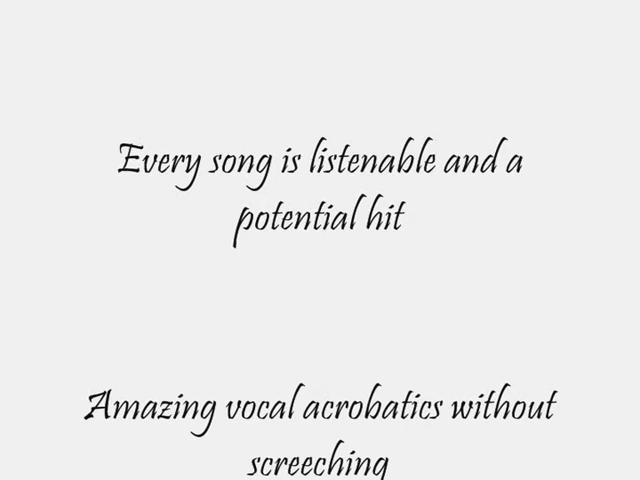 Every song is listenable and a
potential hit
Amazing vocal acrobatics without
screeching